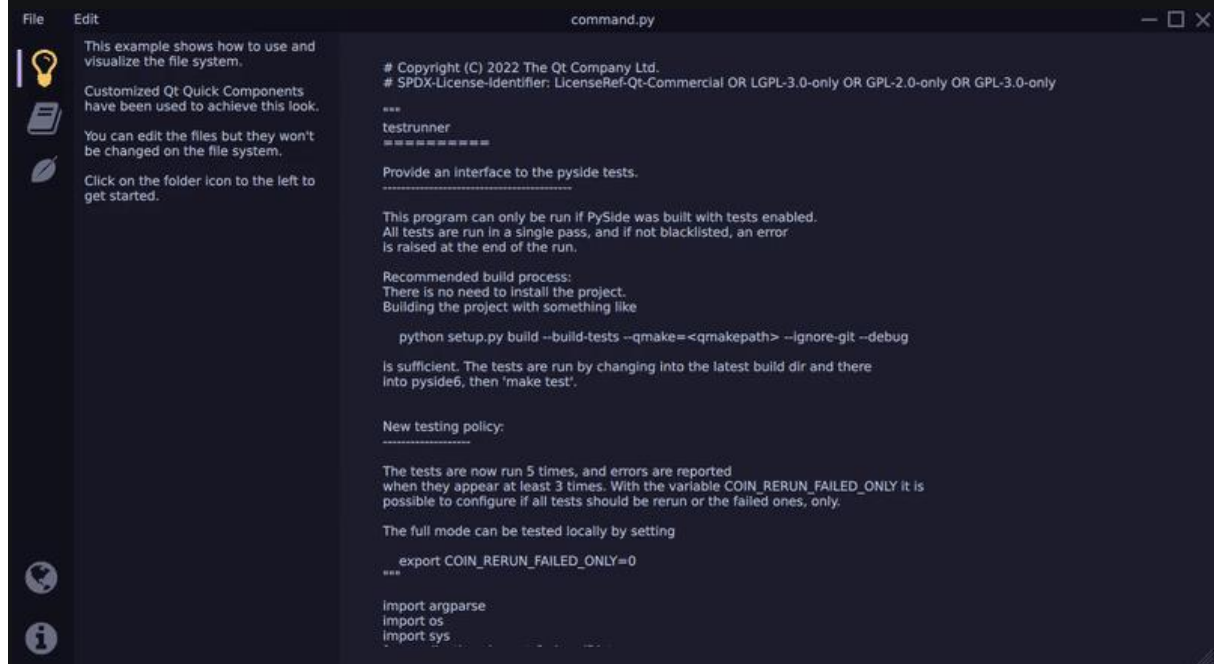 File Edit command.py
This example shows how to use and
visualize the file system.
Customized Qt Quick Components
have been used to achieve this look.
You can edit the files but they won't
be changed on the file system.
Click on the folder icon to the left to
get started.
# Copyright (C) 2022 The Qt Company Ltd.
# SPDX-License-Identifier: LicenseRef-Qt-Commercial OR LGPL-3.0-only OR GPL-2.0-only OR GPL-3.0-only
"""
testrunner
==========
Provide an interface to the pyside tests.
-----------------------------------------
This program can only be run if PySide was built with tests enabled.
All tests are run in a single pass, and if not blacklisted, an error
is raised at the end of the run.
Recommended build process:
There is no need to install the project.
Building the project with something like
python setup.py build --build-tests --qmake=<qmakepath> --ignore-git --debug
is sufficient. The tests are run by changing into the latest build dir and there
into pyside6, then 'make test'.
New testing policy:
-------------------
The tests are now run 5 times, and errors are reported
when they appear at least 3 times. With the variable COIN_RERUN_FAILED_ONLY it is
possible to configure if all tests should be rerun or the failed ones, only.
The full mode can be tested locally by setting
export COIN_RERUN_FAILED_ONLY=0
"""
import argparse
import os
import sys